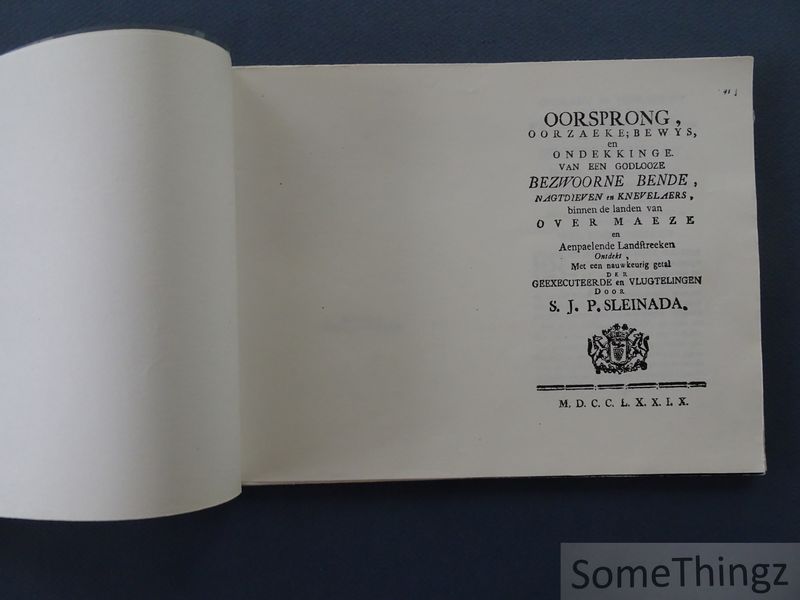 OORSPRONG,
OORZAEKE; BEWYS,
en
ONDEKKINGE.
VAN EEN GODLOOZE
BEZWOORNE BENDE,
NAGTDIEVEN en KNEVELAERS,
binnen de landen van
OVER MAEZE
en
Aenpaelende Landſtreeken
Ontdekt,
Met een nauwkeurig getal
DER
GEEXECUTEERDE en VLUGTELINGEN
DOOR
S. J. P. SLEINADA.
M. D. C. C. L. X. X. I. X.
SomeThingz